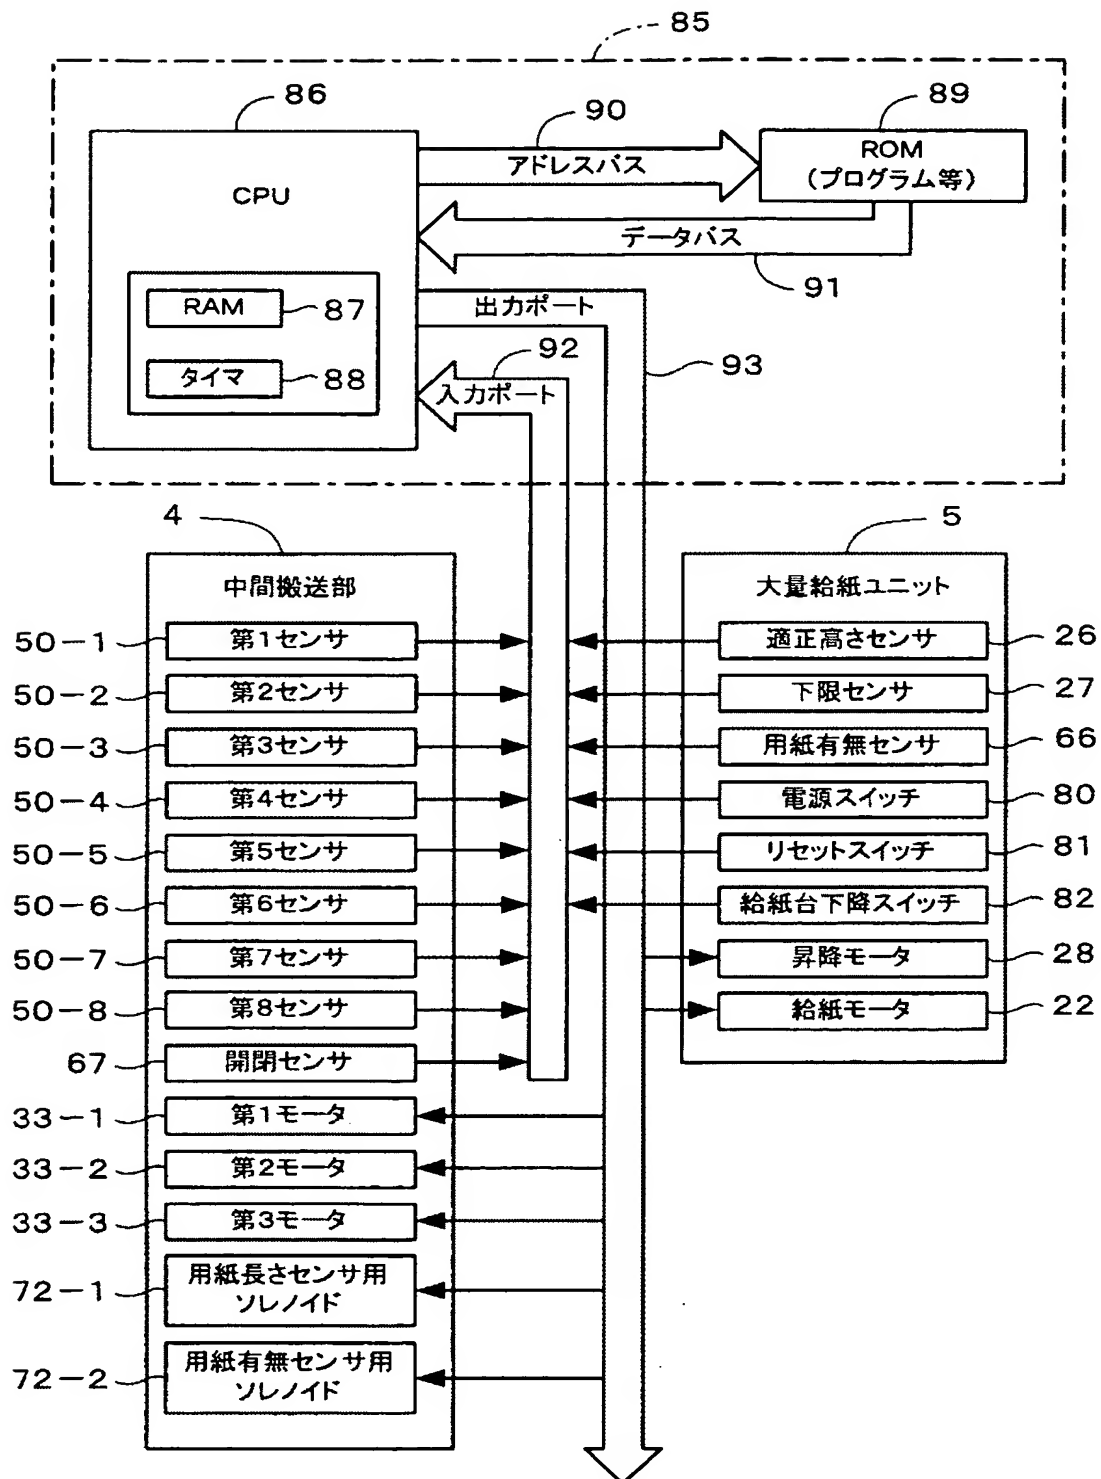 85
86
90
89
CPU
アドレスバス
ROM
(プログラム等)
データバス
91
RAM
87
出力ポート
タイマ
88
92
93
入力ポート
4
5
中間搬送部
大量給紙ユニット
50-1
第1センサ
適正高さセンサ
26
50-2
第2センサ
下限センサ
27
50-3
第3センサ
用紙有無センサ
66
50-4
第4センサ
電源スイッチ
80
50-5
第5センサ
リセットスイッチ
81
50-6
第6センサ
給紙台下降スイッチ
82
50-7
第7センサ
昇降モータ
28
50-8
第8センサ
給紙モータ
22
67
開閉センサ
33-1
第1モータ
33-2
第2モータ
33-3
第3モータ
72-1
用紙長さセンサ用
ソレノイド
72-2
用紙有無センサ用
ソレノイド